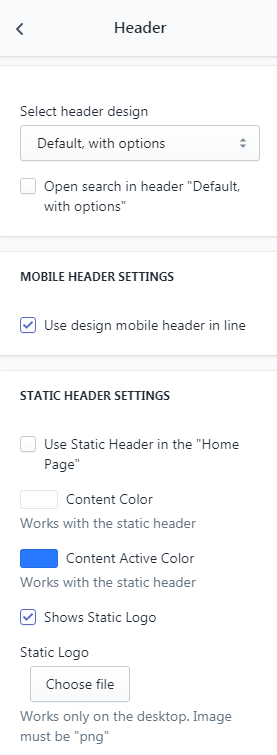 Header
Select header design
Default, with options
Open search in header "Default,
with options"
MOBILE HEADER SETTINGS
Use design mobile header in line
STATIC HEADER SETTINGS
Use Static Header in the "Home
Page"
Content Color
Works with the static header
Content Active Color
Works with the static header
Shows Static Logo
Static Logo
Choose file
Works only on the desktop. Image
must be "png"